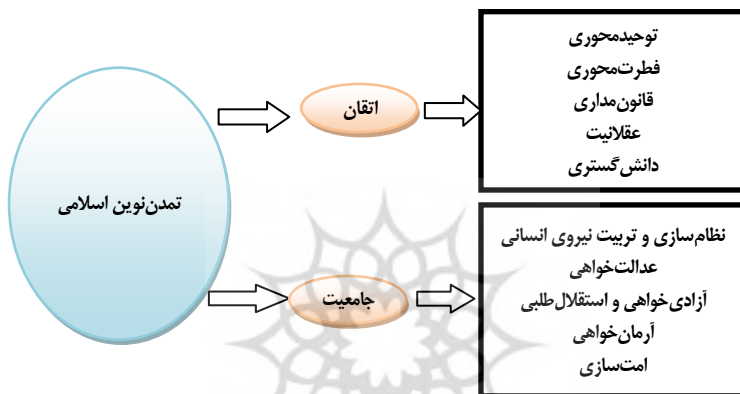 تمدن‌نوین اسلامی
اتقان
توحیدمحوری
فطرت‌محوری
قانون‌مداری
عقلانیت
دانش‌گستری
جامعیت
نظام‌سازی و تربیت نیروی انسانی
عدالت‌خواهی
آزادی‌خواهی و استقلال‌طلبی
آرمان‌خواهی
امت‌سازی